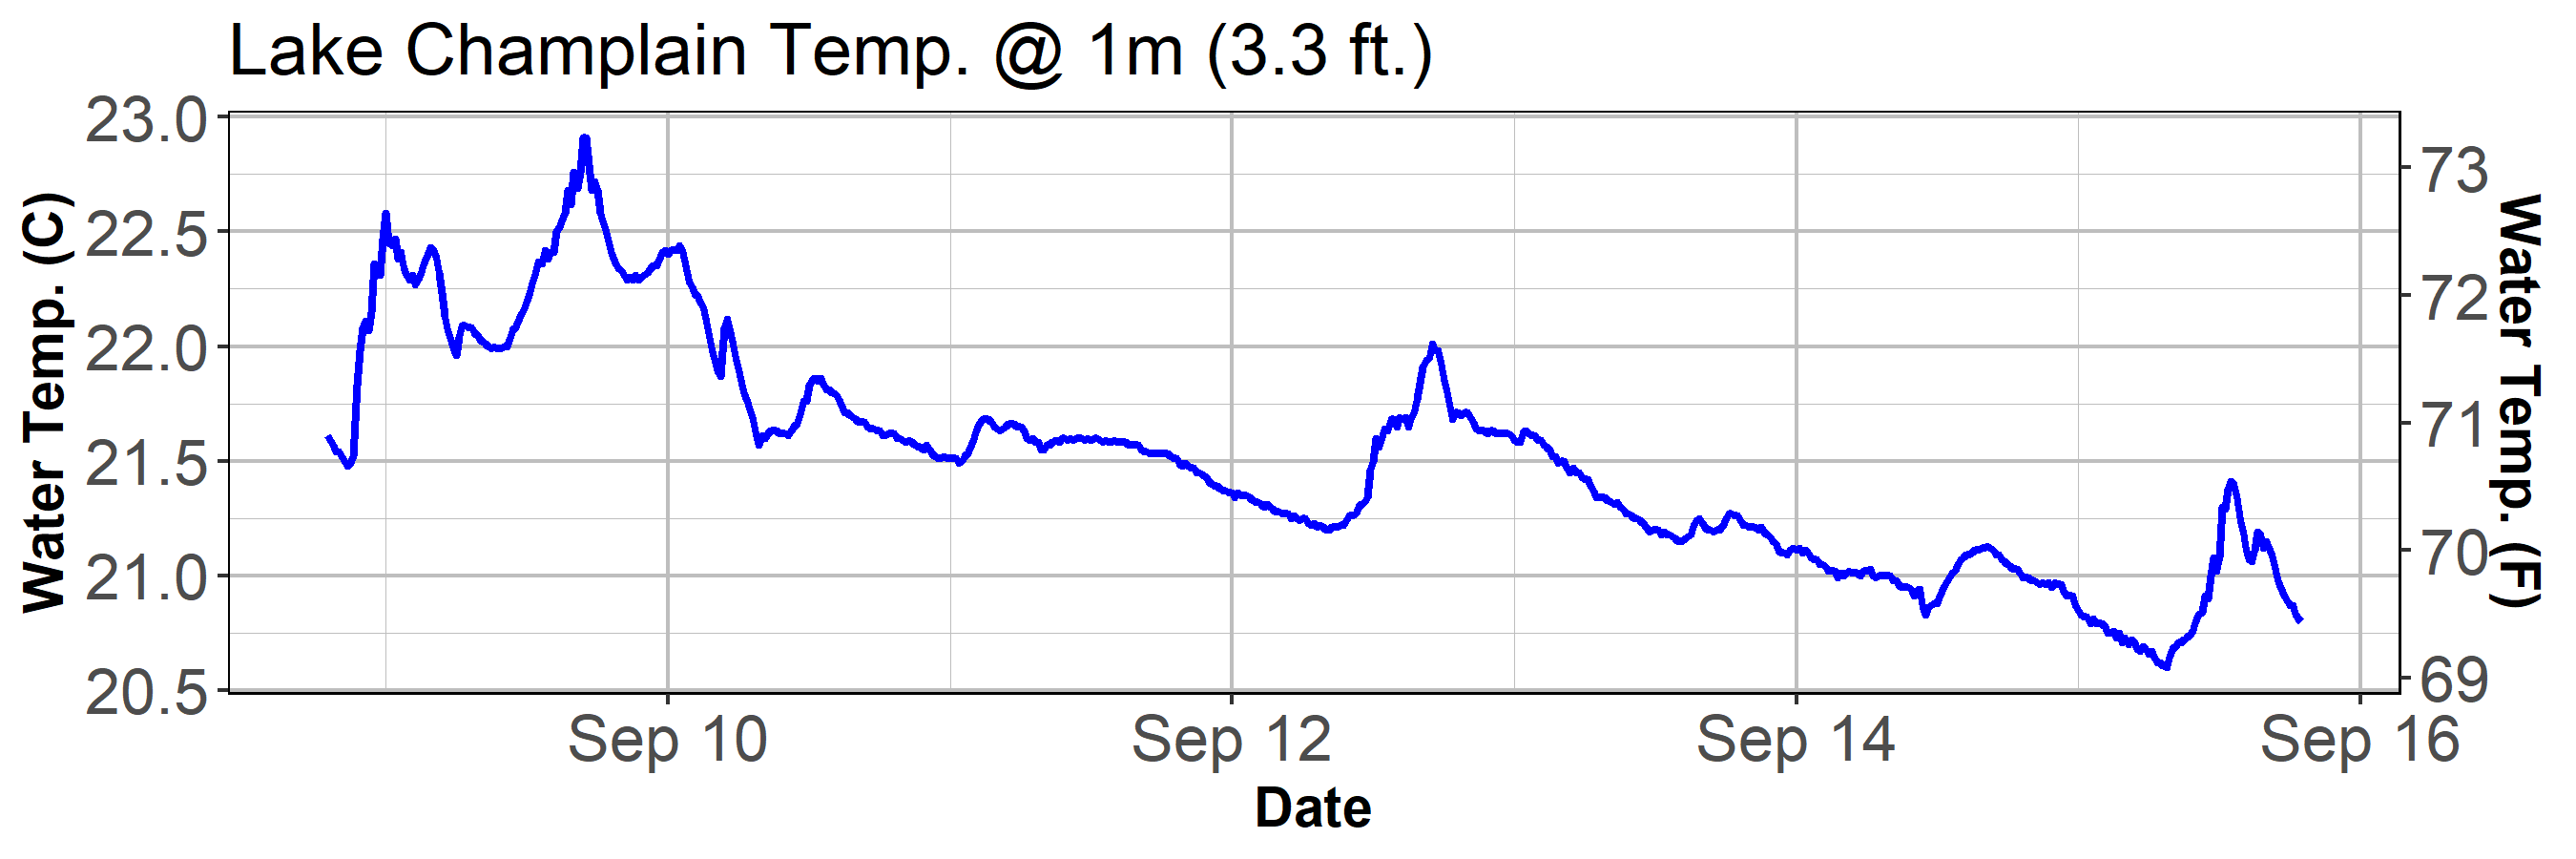 Lake Champlain Temp. @ 1m (3.3 ft.)
Water Temp. (C)
23.0
22.5
22.0
21.5
21.0
20.5
73
72
71
70
69
Water Temp. (F)
Sep 10
Sep 12
Sep 14
Sep 16
Date